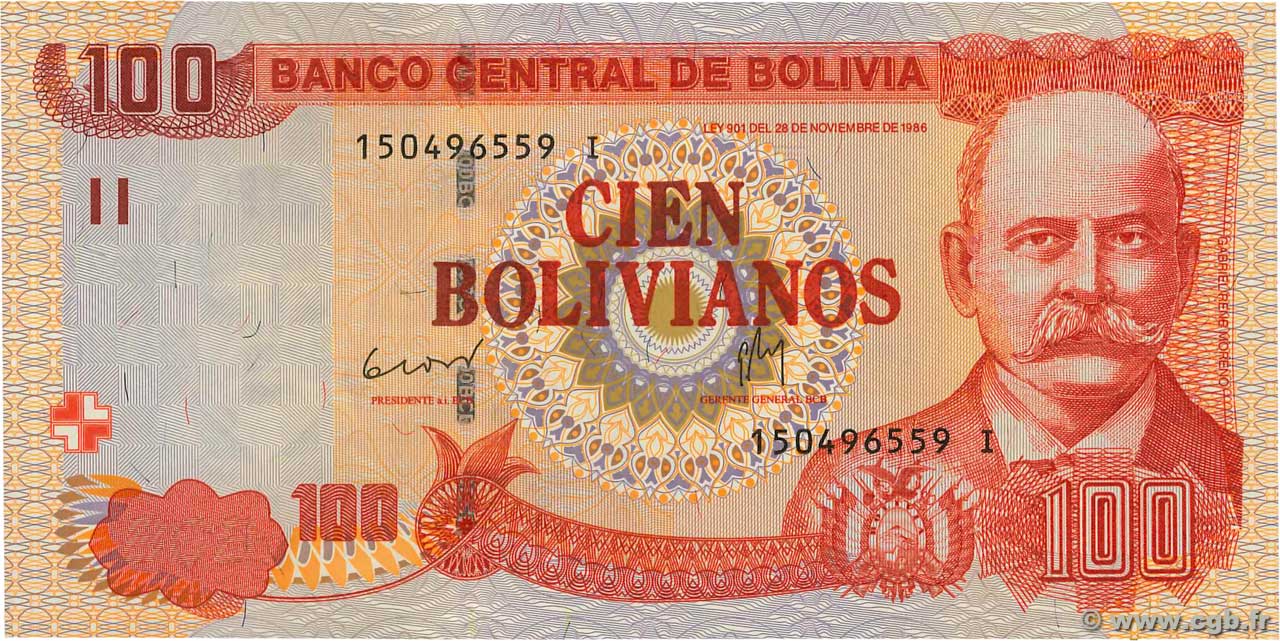 100
BANCO CENTRAL DE BOLIVIA
LEY 901 DEL 28 DE NOVIEMBRE DE 1986
150496559 I
CIEN
BOLIVIANOS
GABRIEL RENE MORENO
PRESIDENTE a.i. BCB
GERENTE GENERAL BCB
150496559 I
100
100
© www.cgb.fr